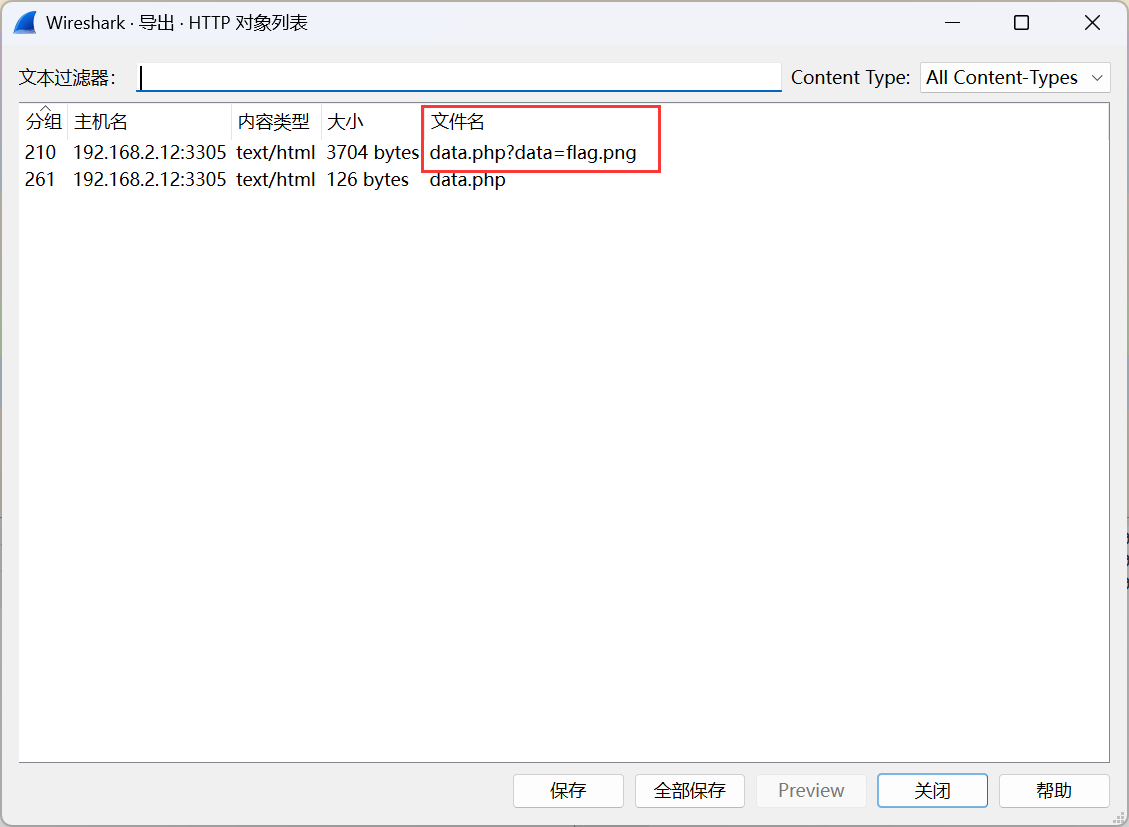 Wireshark · 导出 · HTTP 对象列表
文本过滤器: Content Type: All Content-Types
分组 主机名 内容类型 大小 文件名
210 192.168.2.12:3305 text/html 3704 bytes data.php?data=flag.png
261 192.168.2.12:3305 text/html 126 bytes data.php
保存 全部保存 Preview 关闭 帮助